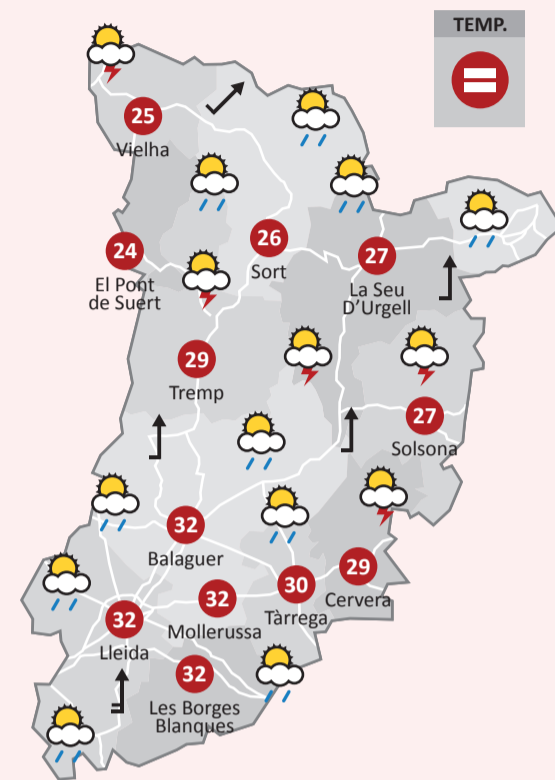 TEMP.
25
Vielha
24
El Pont
de Suert
26
Sort
27
La Seu
D'Urgell
29
Tremp
27
Solsona
32
Balaguer
32
Mollerussa
30
Tàrrega
29
Cervera
32
Lleida
32
Les Borges
Blanques